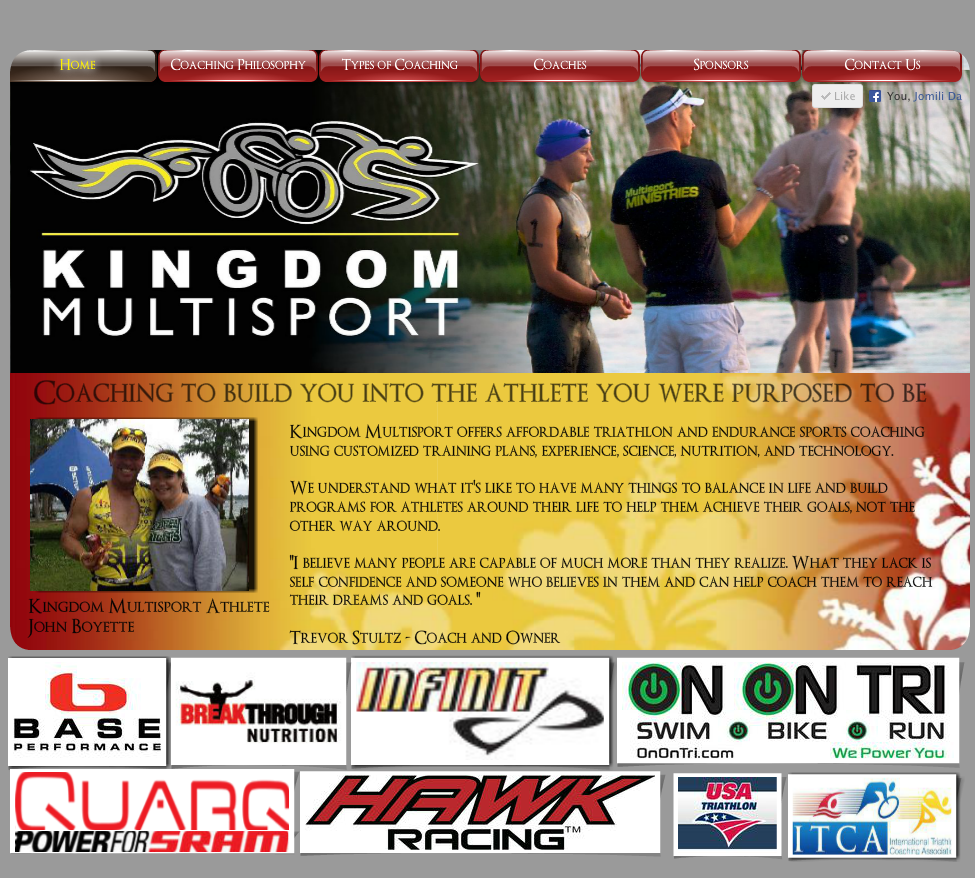 Home Coaching Philosophy Types of Coaching Coaches Sponsors Contact Us
Like You, Jomili Da
Multisport
MINISTRIES
1
KINGDOM
MULTISPORT
Coaching to build you into the athlete you were purposed to be
Kingdom Multisport offers affordable triathlon and endurance sports coaching
using customized training plans, experience, science, nutrition, and technology.
We understand what it's like to have many things to balance in life and build
programs for athletes around their life to help them achieve their goals, not the
other way around.
"I believe many people are capable of much more than they realize. What they lack is
self confidence and someone who believes in them and can help coach them to reach
their dreams and goals. "
Trevor Stultz - Coach and Owner
Kingdom Multisport Athlete
John Boyette
BASE
PERFORMANCE
BREAKTHROUGH
NUTRITION
INFINIT
ON ON TRI
SWIM BIKE RUN
OnOnTri.com We Power You
QUARQ
POWER FOR SRAM
HAWK
RACING™
USA
TRIATHLON
ITCA
International Triathl
Coaching Associati